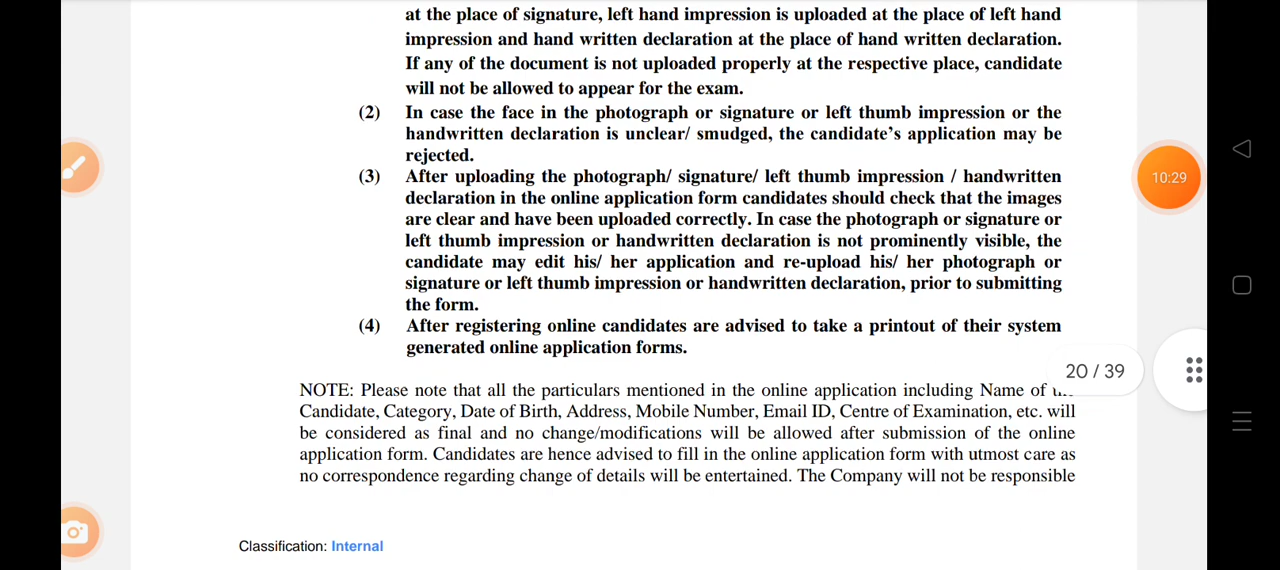 at the place of signature, left hand impression is uploaded at the place of left hand
impression and hand written declaration at the place of hand written declaration.
If any of the document is not uploaded properly at the respective place, candidate
will not be allowed to appear for the exam.
(2) In case the face in the photograph or signature or left thumb impression or the
handwritten declaration is unclear/ smudged, the candidate's application may be
rejected.
(3) After uploading the photograph/ signature/ left thumb impression / handwritten
declaration in the online application form candidates should check that the images
are clear and have been uploaded correctly. In case the photograph or signature or
left thumb impression or handwritten declaration is not prominently visible, the
candidate may edit his/ her application and re-upload his/ her photograph or
signature or left thumb impression or handwritten declaration, prior to submitting
the form.
(4) After registering online candidates are advised to take a printout of their system
generated online application forms.
NOTE: Please note that all the particulars mentioned in the online application including Name of
Candidate, Category, Date of Birth, Address, Mobile Number, Email ID, Centre of Examination, etc. will
be considered as final and no change/modifications will be allowed after submission of the online
application form. Candidates are hence advised to fill in the online application form with utmost care as
no correspondence regarding change of details will be entertained. The Company will not be responsible
Classification: Internal
10:29
20 / 39